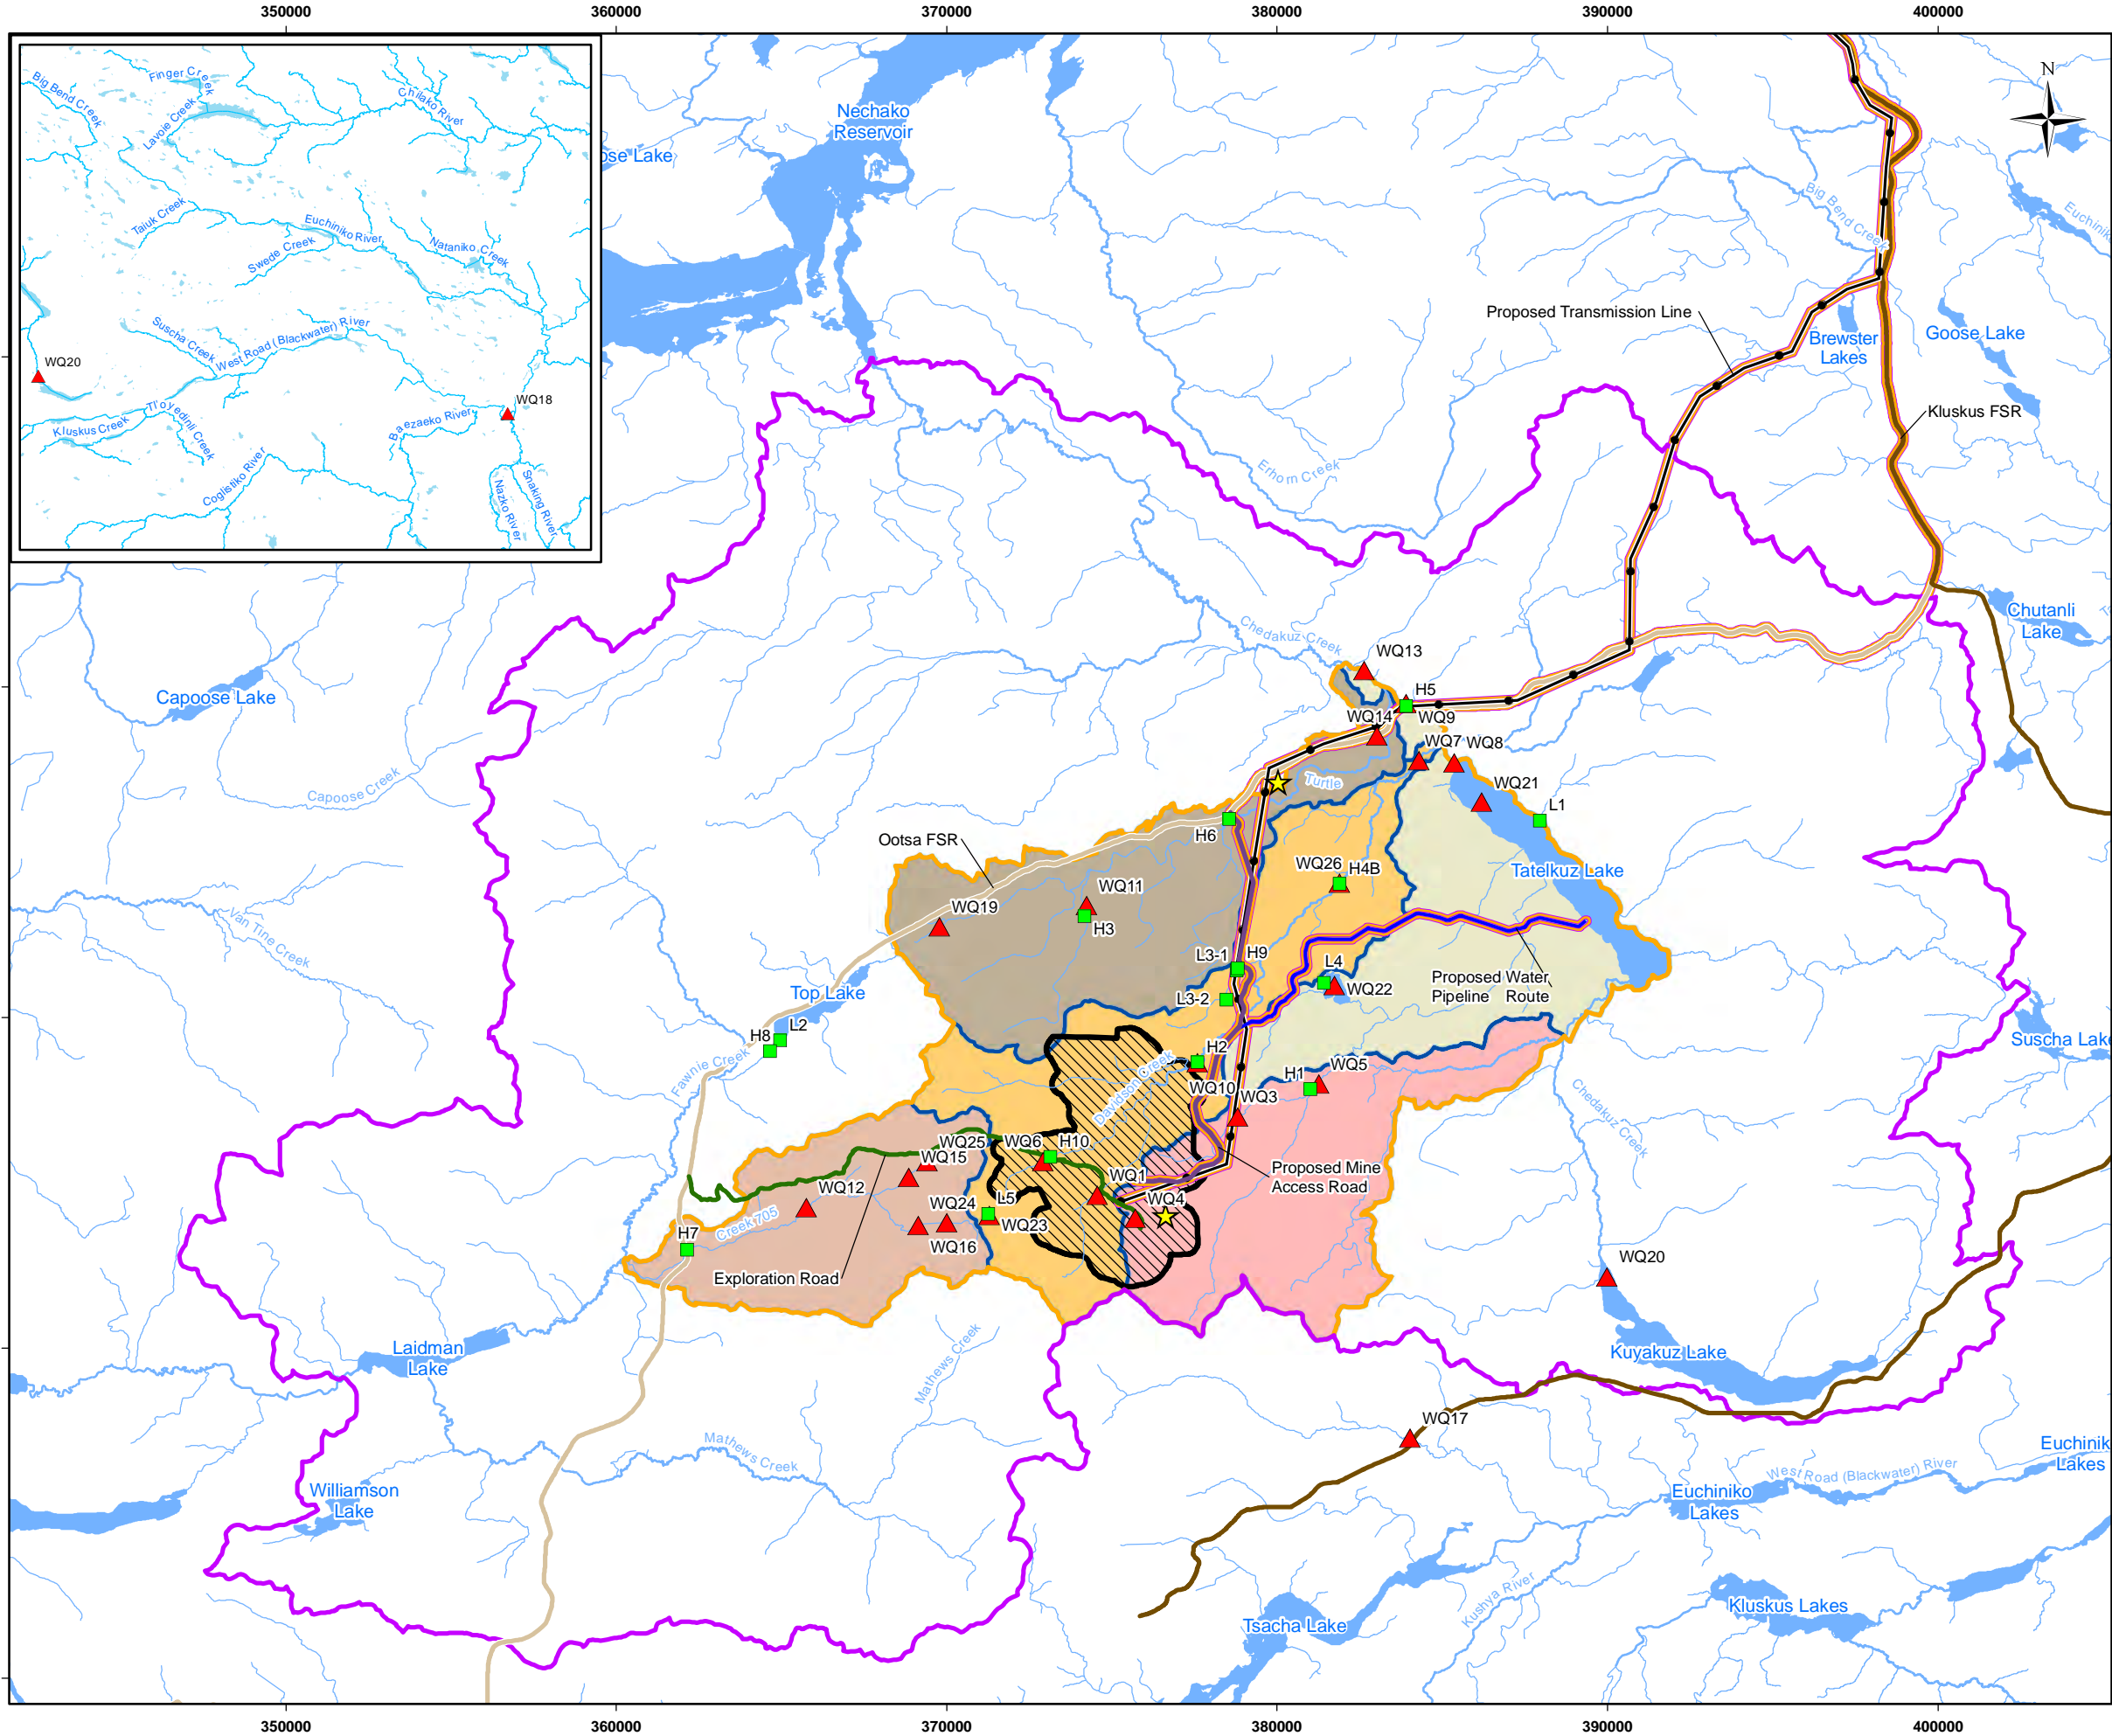 350000 360000 370000 380000 390000 400000
N
Big Bend Creek
Finger Creek
Lavoie Creek
Chilako River
Taiuk Creek
Euchiniko River
Swede Creek
Nataniko Creek
Suscha Creek
West Road (Blackwater) River
WQ20
WQ18
Kluskus Creek
Tl'oyedinli Creek
Baezaeko River
Coglistiko River
Nazko River
Snaking River
ose Lake
Nechako
Reservoir
Big Bend Creek
Euchinik
Proposed Transmission Line
Brewster
Lakes
Goose Lake
Kluskus FSR
Erhorn Creek
Chutanli
Lake
Chedakuz Creek
WQ13
Capoose Lake
H5
WQ14
WQ9
WQ7 WQ8
Capoose Creek
Turtle
WQ21
L1
Ootsa FSR
H6
WQ26
H4B
Tatelkuz Lake
WQ11
WQ19
H3
Van Tine Creek
L3-1
H9
L4
Proposed Water
Pipeline Route
WQ22
Top Lake
L3-2
H8
L2
Suscha Lake
Fawnie Creek
Davidson Creek
H2
WQ10
H1
WQ5
WQ3
Chedakuz Creek
WQ25
WQ15
WQ6
H10
Proposed Mine
Access Road
WQ1
WQ4
WQ12
WQ24
L5
WQ23
WQ16
Creek 705
H7
Exploration Road
WQ20
Laidman
Lake
Mathews Creek
Kuyakuz Lake
WQ17
Mathews Creek
Euchinik
Lakes
West Road (Blackwater) River
Williamson
Lake
Euchiniko
Lakes
Kushya River
Kluskus Lakes
Tsacha Lake
350000 360000 370000 380000 390000 400000